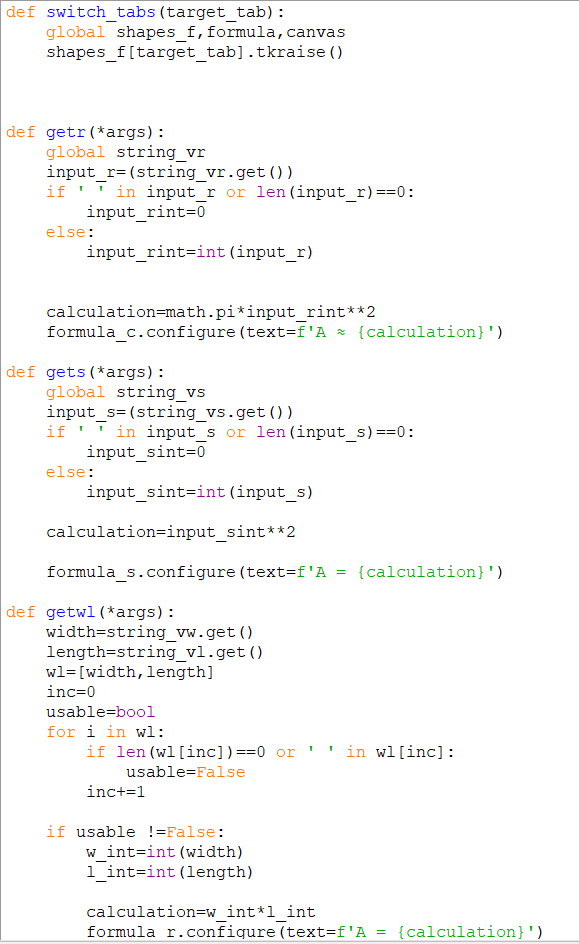 def switch_tabs(target_tab):
    global shapes_f,formula,canvas
    shapes_f[target_tab].tkraise()
def getr(*args):
    global string_vr
    input_r=(string_vr.get())
    if ' ' in input_r or len(input_r)==0:
        input_rint=0
    else:
        input_rint=int(input_r)
    calculation=math.pi*input_rint**2
    formula_c.configure(text=f'A ≈ {calculation}')
def gets(*args):
    global string_vs
    input_s=(string_vs.get())
    if ' ' in input_s or len(input_s)==0:
        input_sint=0
    else:
        input_sint=int(input_s)
    calculation=input_sint**2
    formula_s.configure(text=f'A = {calculation}')
def getwl(*args):
    width=string_vw.get()
    length=string_vl.get()
    wl=[width,length]
    inc=0
    usable=bool
    for i in wl:
        if len(wl[inc])==0 or ' ' in wl[inc]:
            usable=False
        inc+=1
    if usable !=False:
        w_int=int(width)
        l_int=int(length)
        calculation=w_int*l_int
        formula_r.configure(text=f'A = {calculation}')